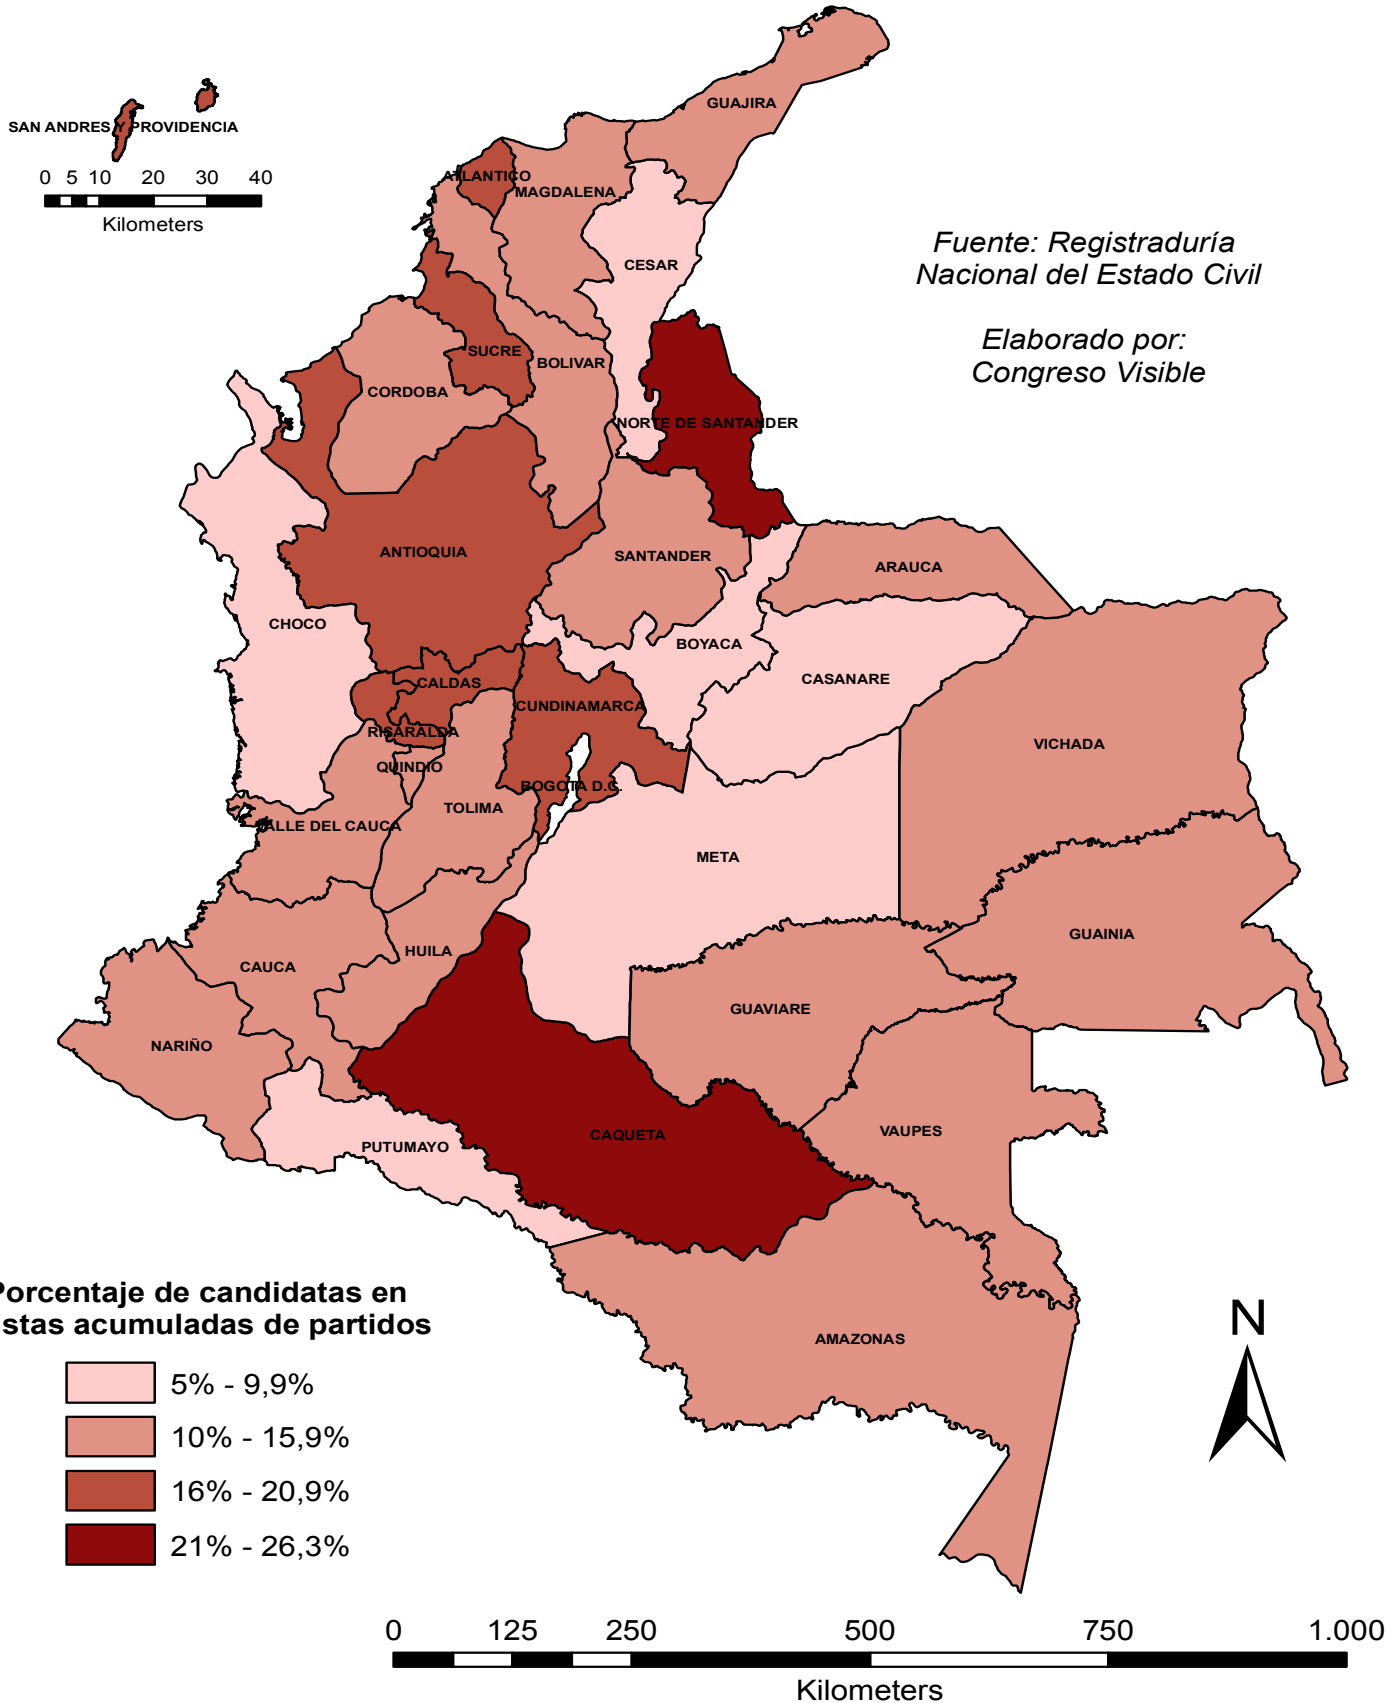 GUAJIRA
SAN ANDRES Y PROVIDENCIA
0 5 10 20 30 40
Kilometers
ATLANTICO
MAGDALENA
Fuente: Registraduría
Nacional del Estado Civil
CESAR
Elaborado por:
Congreso Visible
SUCRE
BOLIVAR
CORDOBA
NORTE DE SANTANDER
ANTIOQUIA
SANTANDER
ARAUCA
CHOCO
BOYACA
CASANARE
CALDAS
CUNDINAMARCA
RISARALDA
VICHADA
QUINDIO
BOGOTA D.C.
TOLIMA
ALLE DEL CAUCA
META
GUAINIA
HUILA
CAUCA
GUAVIARE
NARIÑO
VAUPES
CAQUETA
PUTUMAYO
AMAZONAS
Porcentaje de candidatas en
istas acumuladas de partidos
5% - 9,9%
10% - 15,9%
16% - 20,9%
21% - 26,3%
N
0 125 250 500 750 1.000
Kilometers